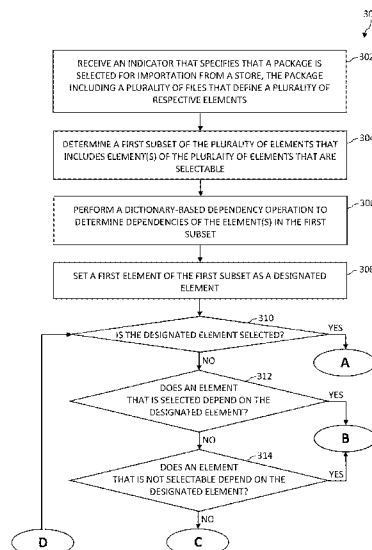 30
RECEIVE AN INDICATOR THAT SPECIFIES THAT A PACKAGE IS
SELECTED FOR IMPORTATION FROM A STORE, THE PACKAGE
INCLUDING A PLURALITY OF FILES THAT DEFINE A PLURALITY OF
RESPECTIVE ELEMENTS
302
DETERMINE A FIRST SUBSET OF THE PLURALITY OF ELEMENTS THAT
INCLUDES ELEMENT(S) OF THE PLURLAITY OF ELEMENTS THAT ARE
SELECTABLE
304
PERFORM A DICTIONARY-BASED DEPENDENCY OPERATION TO
DETERMINE DEPENDENCIES OF THE ELEMENT(S) IN THE FIRST
SUBSET
SET A FIRST ELEMENT OF THE FIRST SUBSET AS A DESIGNATED
ELEMENT
310
IS THE DESIGNATED ELEMENT SELECTED?
YES
A
NO
312
DOES AN ELEMENT
THAT IS SELECTED DEPEND ON THE
DESIGNATED ELEMENT?
YES
B
NO
314
DOES AN ELEMENT
THAT IS NOT SELECTABLE DEPEND ON THE
DESIGNATED ELEMENT?
YES
NO
D
C